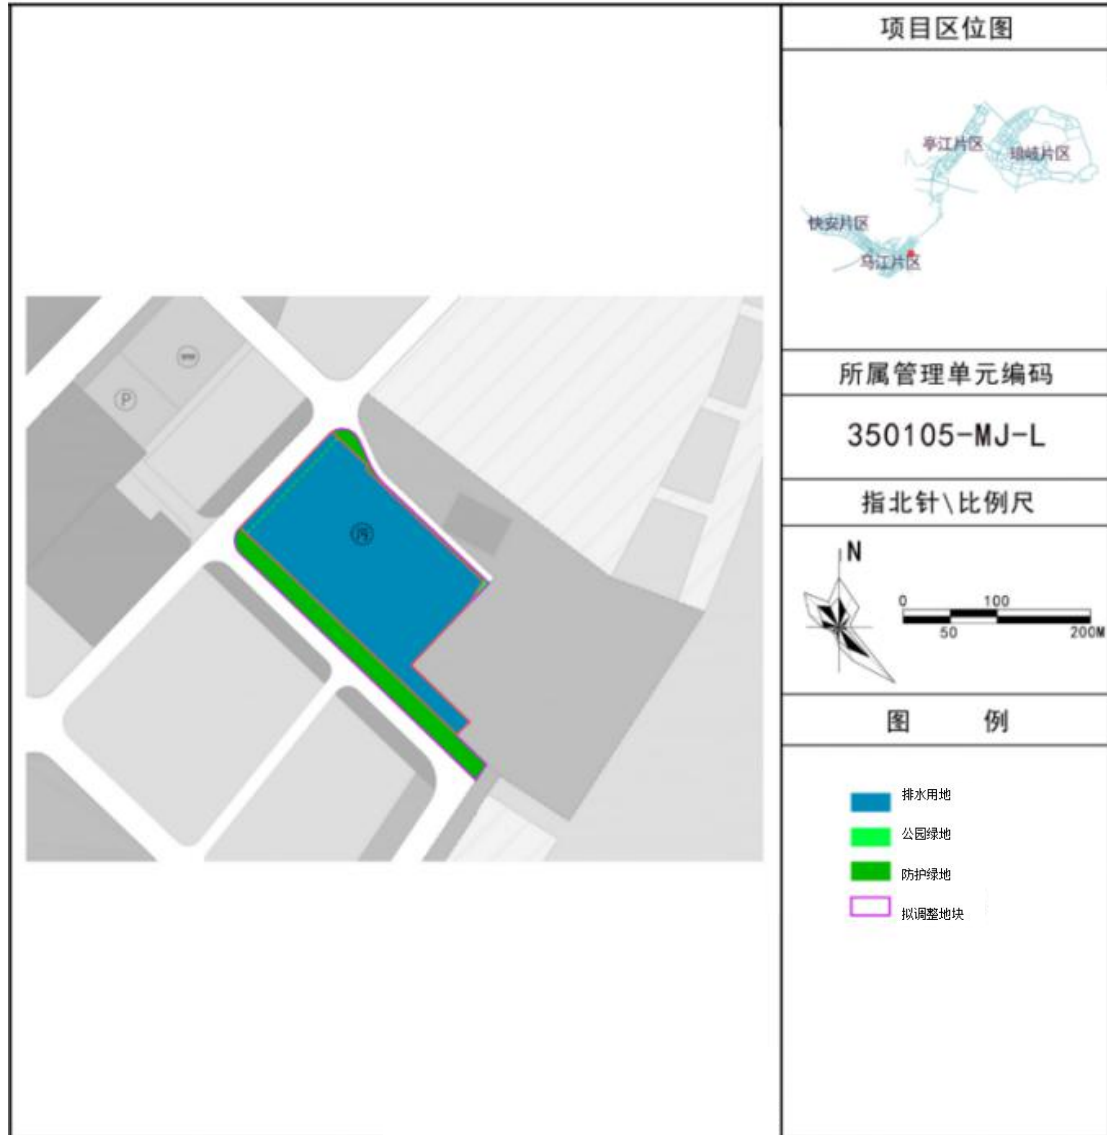 项目区位图
亭江片区
琅岐片区
快安片区
马江片区
所属管理单元编码
350105-MJ-L
指北针\比例尺
N
0 100
50 200M
图 例
排水用地
公园绿地
防护绿地
拟调整地块
P
污